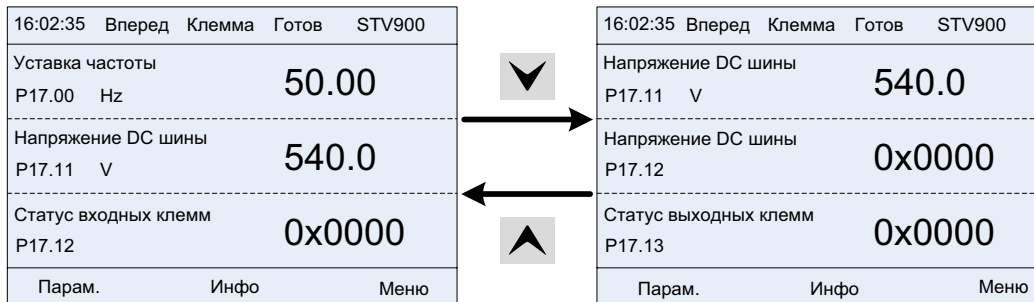 16:02:35 Вперед Клемма Готов STV900
Уставка частоты
P17.00 Hz 50.00
Напряжение DC шины
P17.11 V 540.0
Статус входных клемм
P17.12 0x0000
Парам. Инфо Меню
16:02:35 Вперед Клемма Готов STV900
Напряжение DC шины
P17.11 V 540.0
Напряжение DC шины
P17.12 0x0000
Статус выходных клемм
P17.13 0x0000
Парам. Инфо Меню